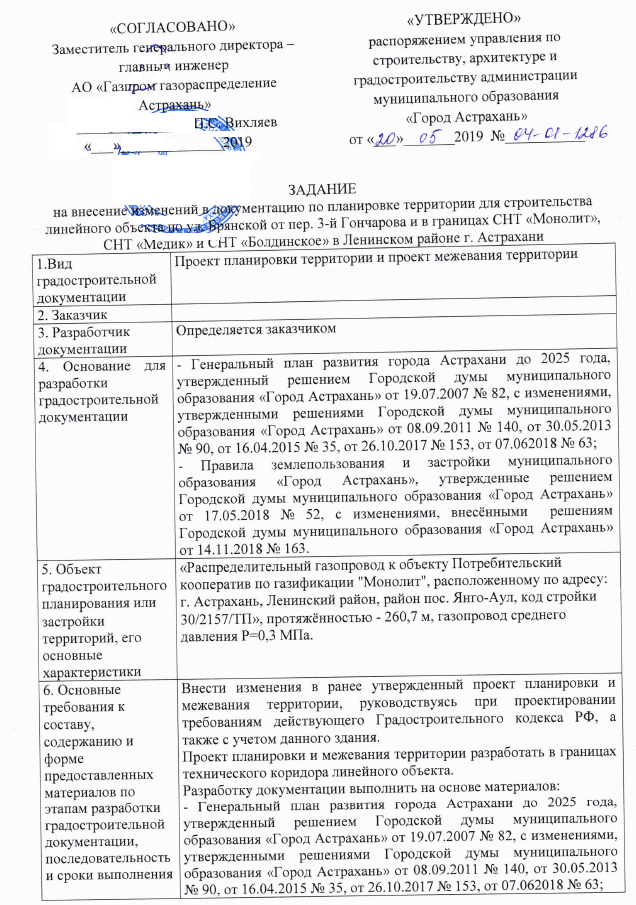 «СОГЛАСОВАНО»
Заместитель генерального директора –
главный инженер
АО «Газпром газораспределение
Астрахань»
П.С. Вихляев
«___»______________2019
«УТВЕРЖДЕНО»
распоряжением управления по
строительству, архитектуре и
градостроительству администрации
муниципального образования
«Город Астрахань»
от «20» 05 2019 № 04-01-1286
ЗАДАНИЕ
на внесение изменений в документацию по планировке территории для строительства
линейного объекта по ул. Брянской от пер. 3-й Гончарова и в границах СНТ «Монолит»,
СНТ «Медик» и СНТ «Болдинское» в Ленинском районе г. Астрахани
1.Вид
градостроительной
документации
Проект планировки территории и проект межевания территории
2. Заказчик
3. Разработчик
документации
Определяется заказчиком
4. Основание для
разработки
градостроительной
документации
- Генеральный план развития города Астрахани до 2025 года,
утвержденный решением Городской думы муниципального
образования «Город Астрахань» от 19.07.2007 № 82, с изменениями,
утвержденными решениями Городской думы муниципального
образования «Город Астрахань» от 08.09.2011 № 140, от 30.05.2013
№ 90, от 16.04.2015 № 35, от 26.10.2017 № 153, от 07.062018 № 63;
- Правила землепользования и застройки муниципального
образования «Город Астрахань», утвержденные решением
Городской думы муниципального образования «Город Астрахань»
от 17.05.2018 № 52, с изменениями, внесёнными решениям
Городской думы муниципального образования «Город Астрахань»
от 14.11.2018 № 163.
5. Объект
градостроительного
планирования или
застройки
территорий, его
основные
характеристики
«Распределительный газопровод к объекту Потребительский
кооператив по газификации "Монолит", расположенному по адресу:
г. Астрахань, Ленинский район, район пос. Янго-Аул, код стройки
30/2157/ТП», протяжённостью - 260,7 м, газопровод среднего
давления Р=0,3 МПа.
6. Основные
требования к
составу,
содержанию и
форме
предоставленных
материалов по
этапам разработки
градостроительной
документации,
последовательность
и сроки выполнения
Внести изменения в ранее утвержденный проект планировки и
межевания территории, руководствуясь при проектировании
требованиям действующего Градостроительного кодекса РФ, а
также с учетом данного здания.
Проект планировки и межевания территории разработать в границах
технического коридора линейного объекта.
Разработку документации выполнить на основе материалов:
- Генеральный план развития города Астрахани до 2025 года,
утвержденный решением Городской думы муниципального
образования «Город Астрахань» от 19.07.2007 № 82, с изменениями,
утвержденными решениями Городской думы муниципального
образования «Город Астрахань» от 08.09.2011 № 140, от 30.05.2013
№ 90, от 16.04.2015 № 35, от 26.10.2017 № 153, от 07.062018 № 63;